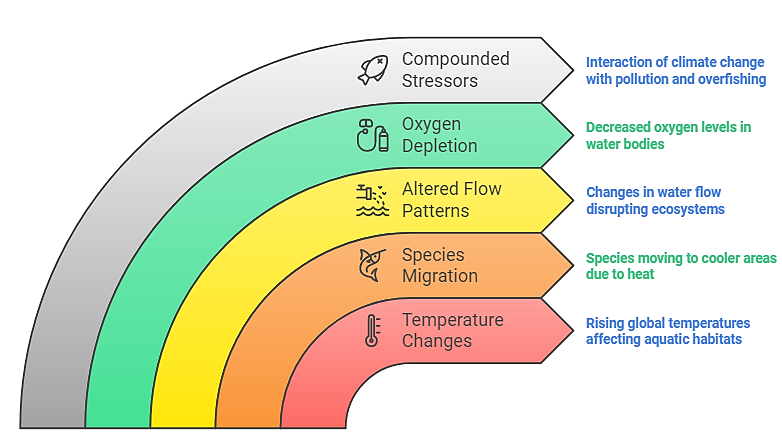 Compounded
Stressors
Interaction of climate change
with pollution and overfishing
Oxygen
Depletion
Decreased oxygen levels in
water bodies
Altered Flow
Patterns
Changes in water flow
disrupting ecosystems
Species
Migration
Species moving to cooler areas
due to heat
Temperature
Changes
Rising global temperatures
affecting aquatic habitats